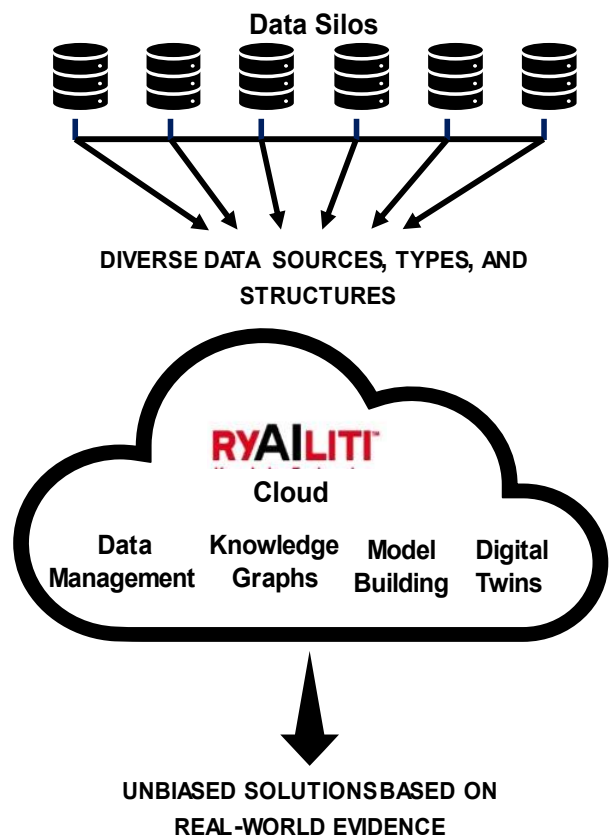 Data Silos
DIVERSE DATA SOURCES, TYPES, AND
STRUCTURES
RYAILITI™
Cloud
Data Knowledge Model Digital
Management Graphs Building Twins
UNBIASED SOLUTIONSBASED ON
REAL-WORLD EVIDENCE